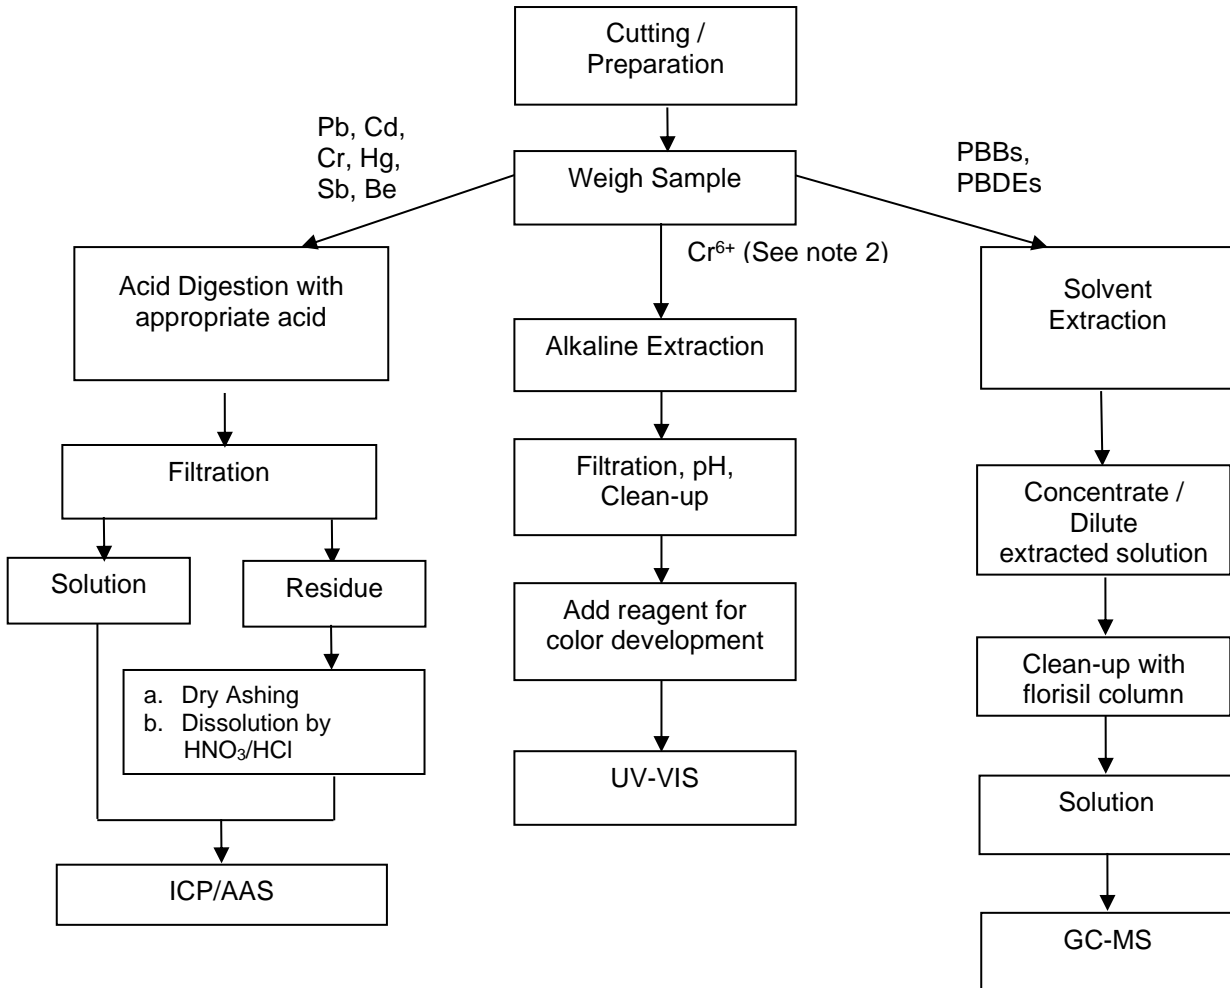 Cutting /
Preparation
Pb, Cd,
Cr, Hg,
Sb, Be
Weigh Sample
PBBs,
PBDEs
Cr⁶⁺ (See note 2)
Acid Digestion with
appropriate acid
Alkaline Extraction
Solvent
Extraction
Filtration
Filtration, pH,
Clean-up
Concentrate /
Dilute
extracted solution
Solution
Residue
Add reagent for
color development
a. Dry Ashing
b. Dissolution by
HNO₃/HCl
Clean-up with
florisil column
UV-VIS
Solution
ICP/AAS
GC-MS